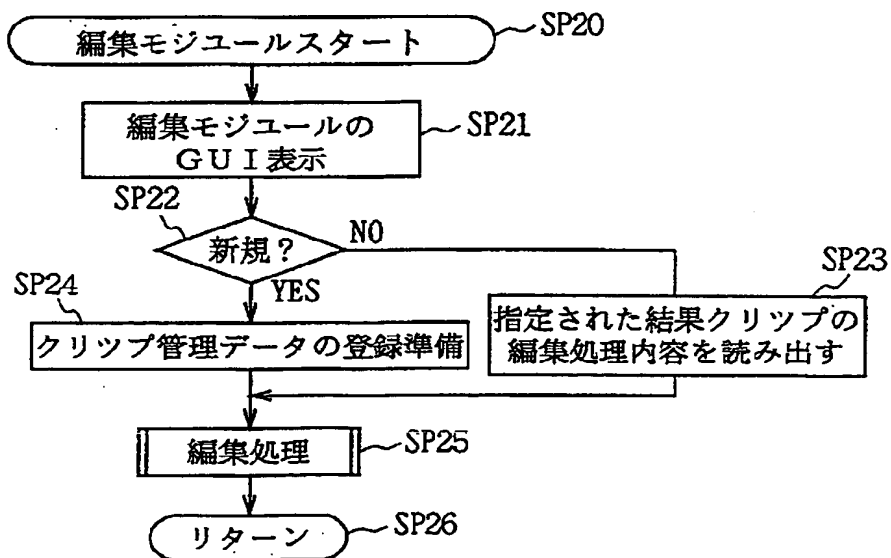 編集モジユールスタート
SP20
編集モジユールの
GUI表示
SP21
SP22
新規?
NO
YES
SP23
指定された結果クリツプの
編集処理内容を読み出す
SP24
クリツプ管理データの登録準備
編集処理
SP25
リターン
SP26